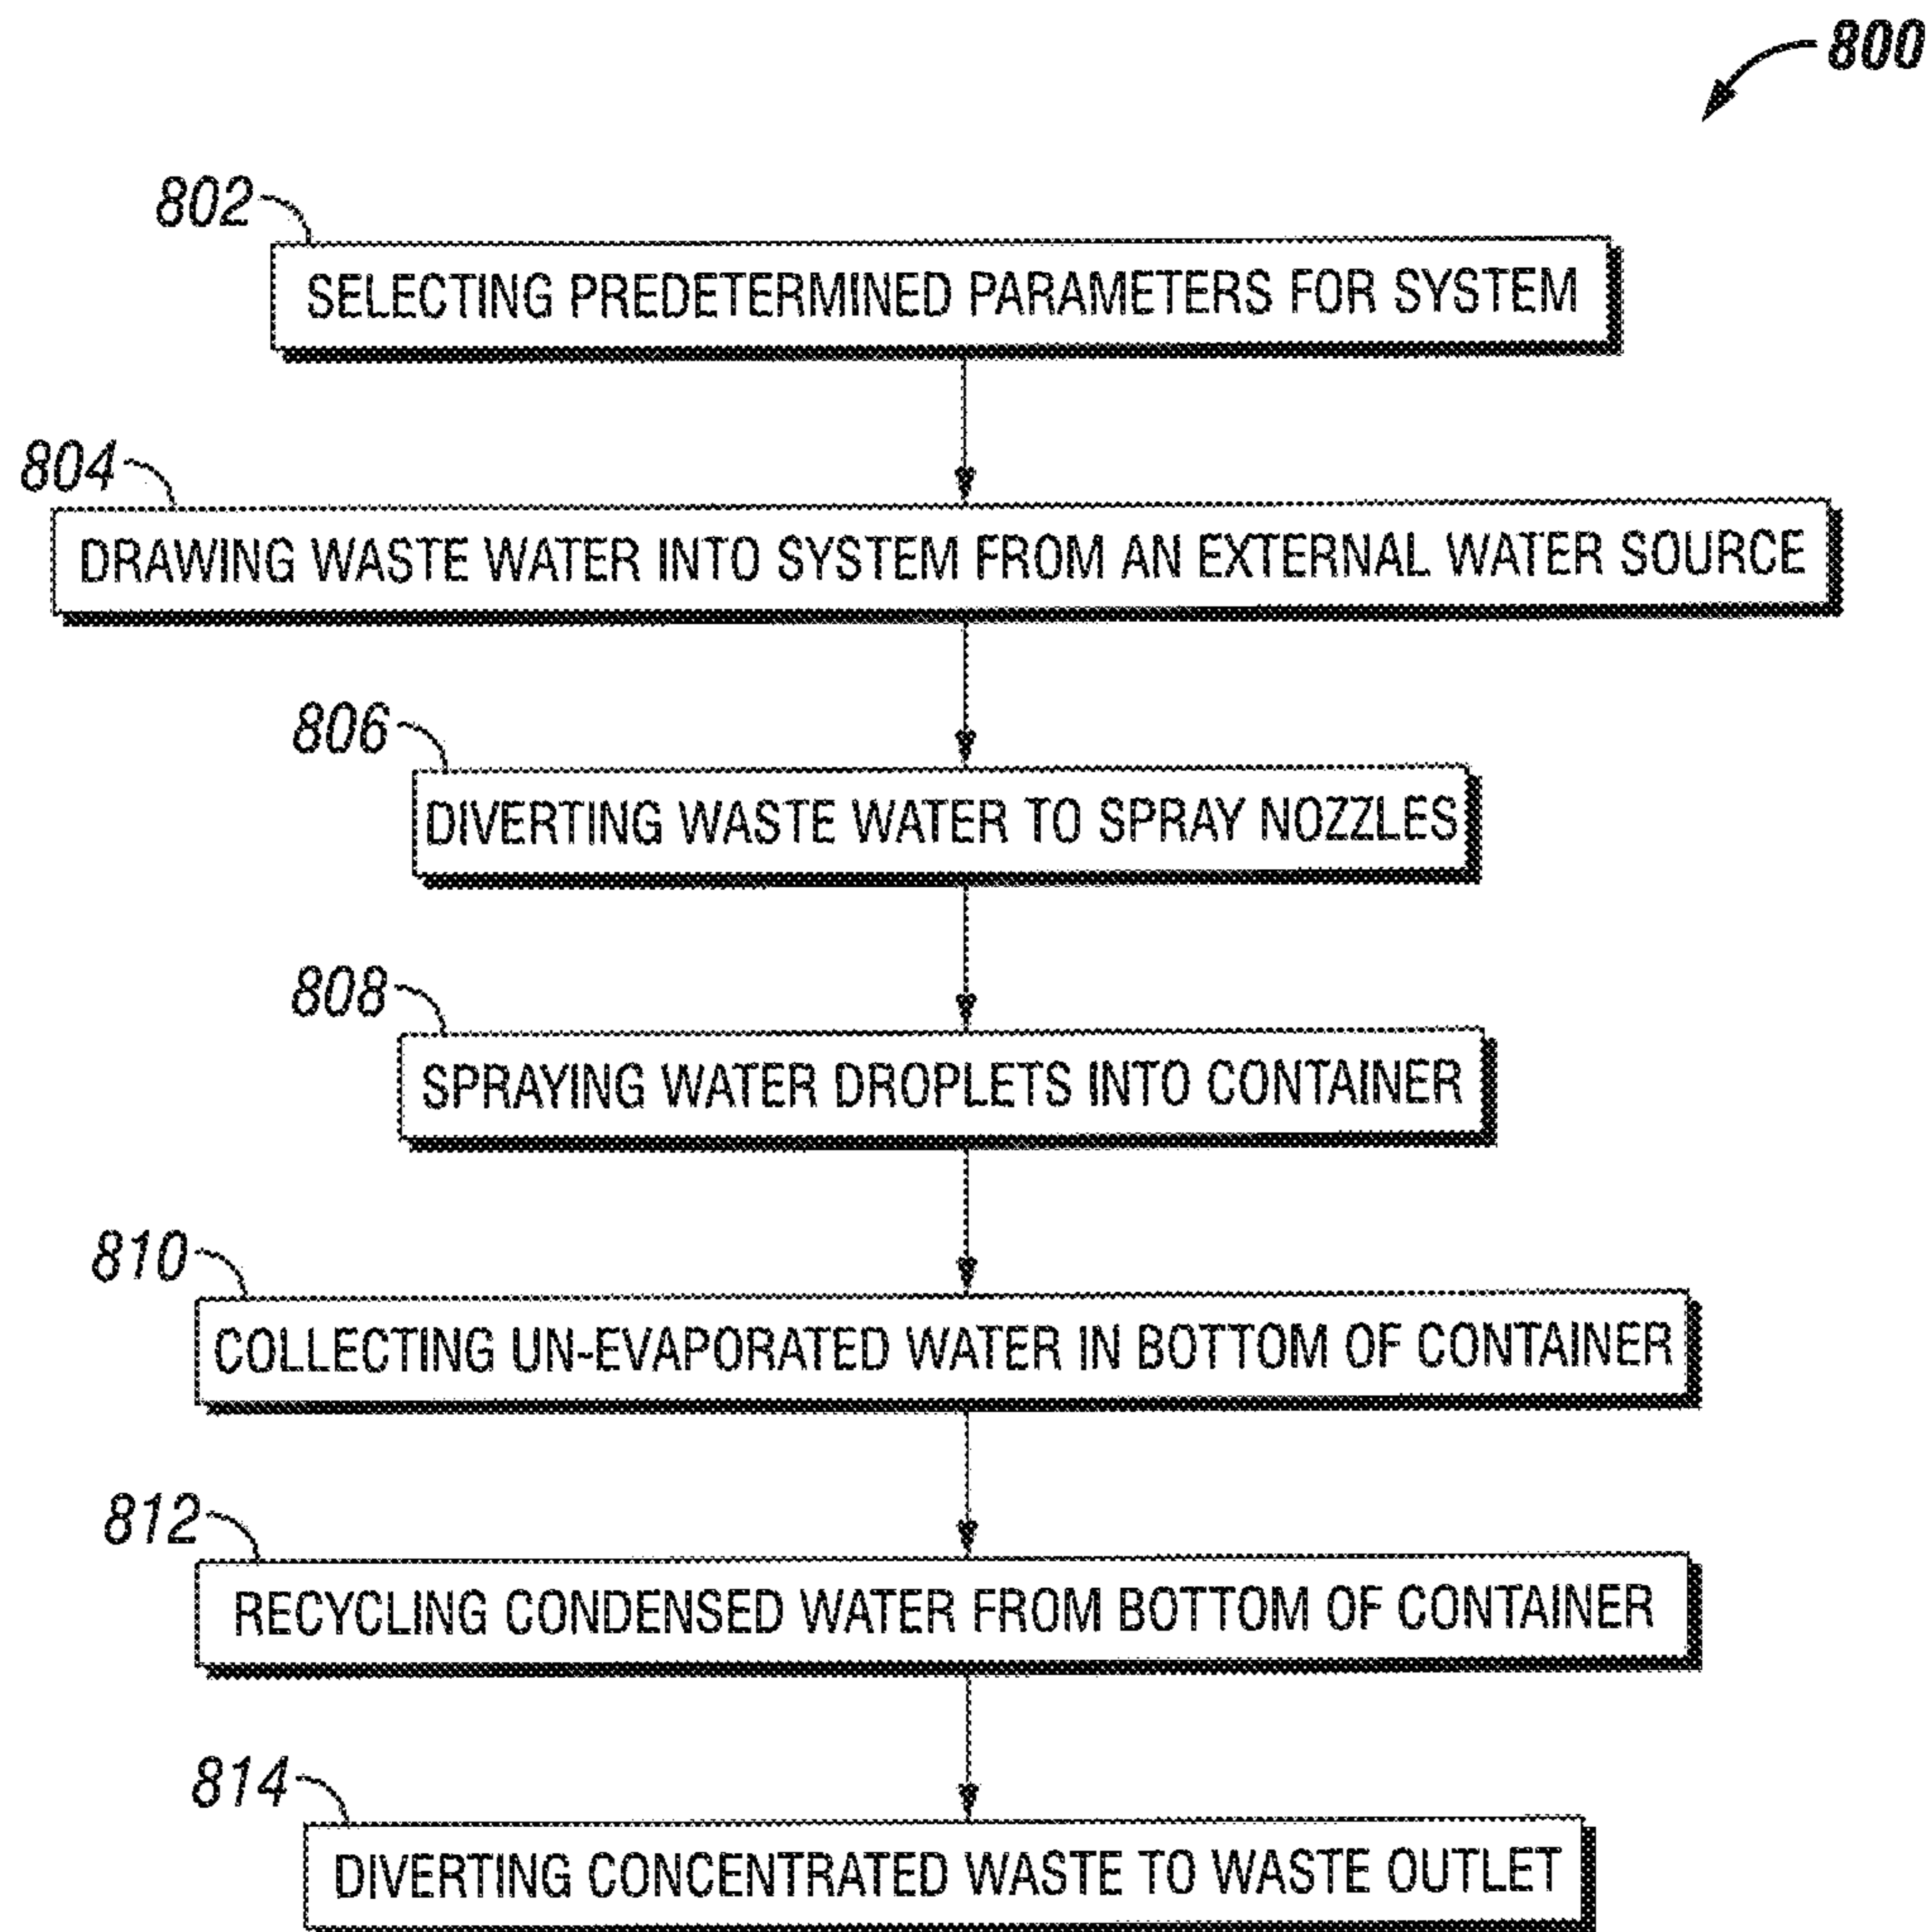 800
802
SELECTING PREDETERMINED PARAMETERS FOR SYSTEM
804
DRAWING WASTE WATER INTO SYSTEM FROM AN EXTERNAL WATER SOURCE
806
DIVERTING WASTE WATER TO SPRAY NOZZLES
808
SPRAYING WATER DROPLETS INTO CONTAINER
810
COLLECTING UN-EVAPORATED WATER IN BOTTOM OF CONTAINER
812
RECYCLING CONDENSED WATER FROM BOTTOM OF CONTAINER
814
DIVERTING CONCENTRATED WASTE TO WASTE OUTLET